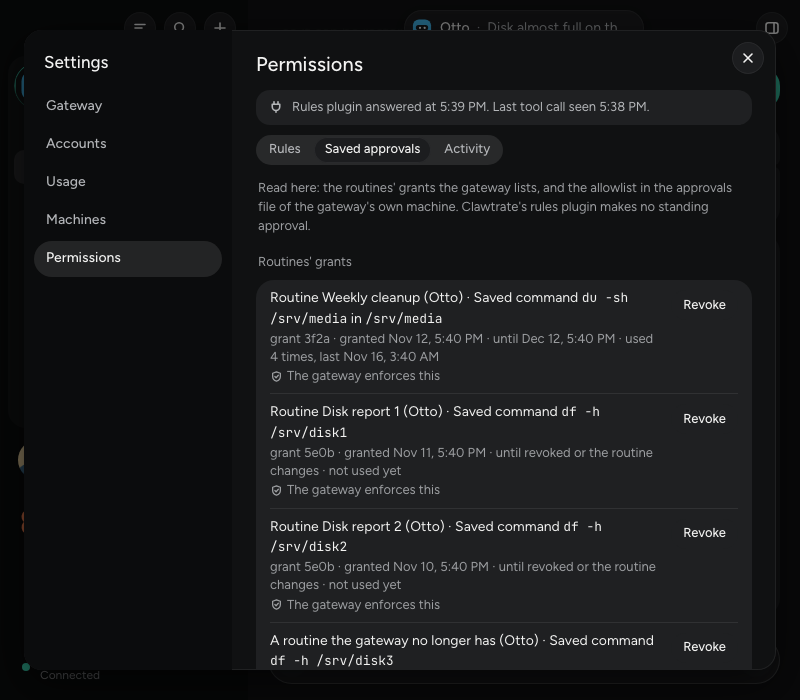 Otto · Disk almost full on th
Settings
Gateway
Accounts
Usage
Machines
Permissions
Connected
Permissions
Rules plugin answered at 5:39 PM. Last tool call seen 5:38 PM.
Rules Saved approvals Activity
Read here: the routines' grants the gateway lists, and the allowlist in the approvals
file of the gateway's own machine. Clawtrate's rules plugin makes no standing
approval.
Routines' grants
Routine Weekly cleanup (Otto) · Saved command du -sh
/srv/media in /srv/media
Revoke
grant 3f2a · granted Nov 12, 5:40 PM · until Dec 12, 5:40 PM · used
4 times, last Nov 16, 3:40 AM
The gateway enforces this
Routine Disk report 1 (Otto) · Saved command df -h
/srv/disk1
Revoke
grant 5e0b · granted Nov 11, 5:40 PM · until revoked or the routine
changes · not used yet
The gateway enforces this
Routine Disk report 2 (Otto) · Saved command df -h
/srv/disk2
Revoke
grant 5e0b · granted Nov 10, 5:40 PM · until revoked or the routine
changes · not used yet
The gateway enforces this
A routine the gateway no longer has (Otto) · Saved command
df -h /srv/disk3
Revoke